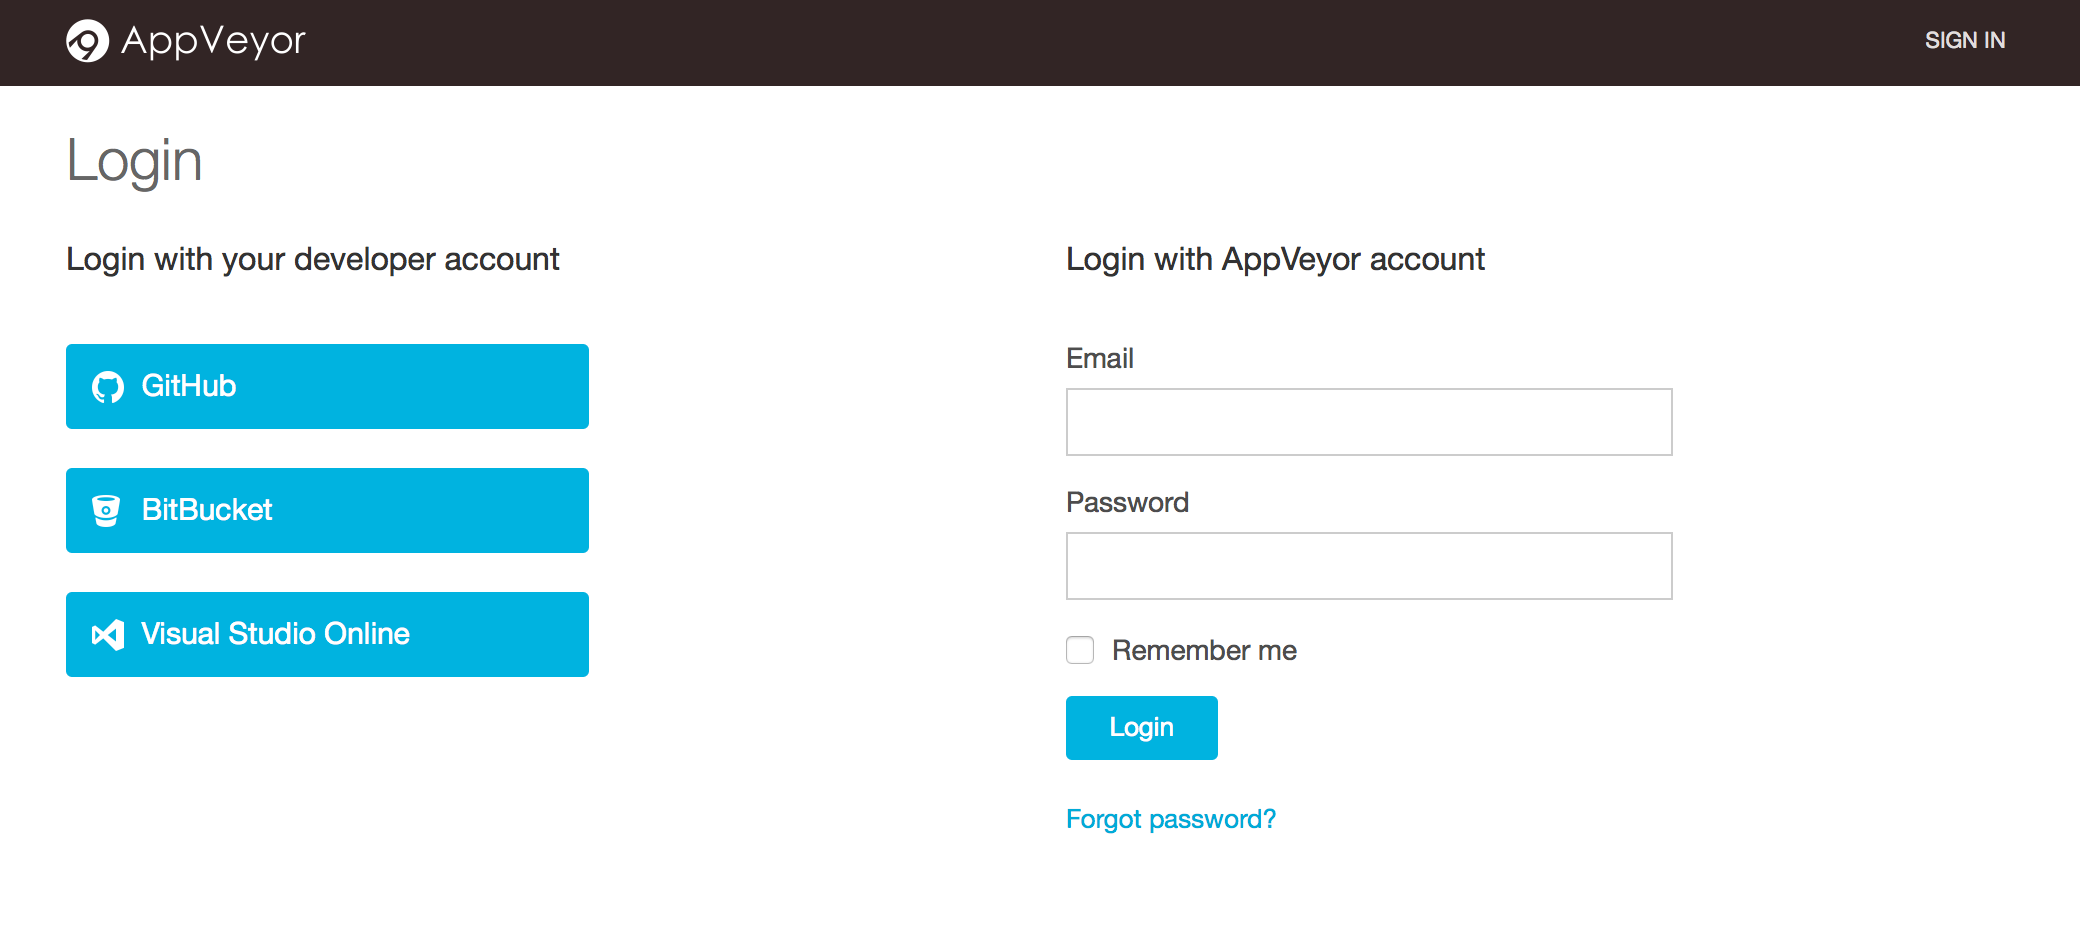 AppVeyor
SIGN IN
Login
Login with your developer account
GitHub
BitBucket
Visual Studio Online
Login with AppVeyor account
Email
Password
Remember me
Login
Forgot password?